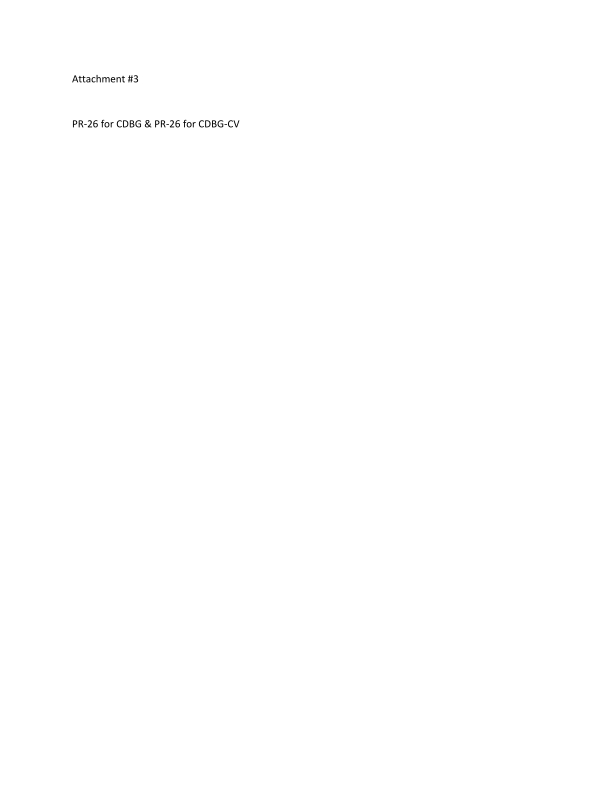 Attachment #3
PR-26 for CDBG & PR-26 for CDBG-CV